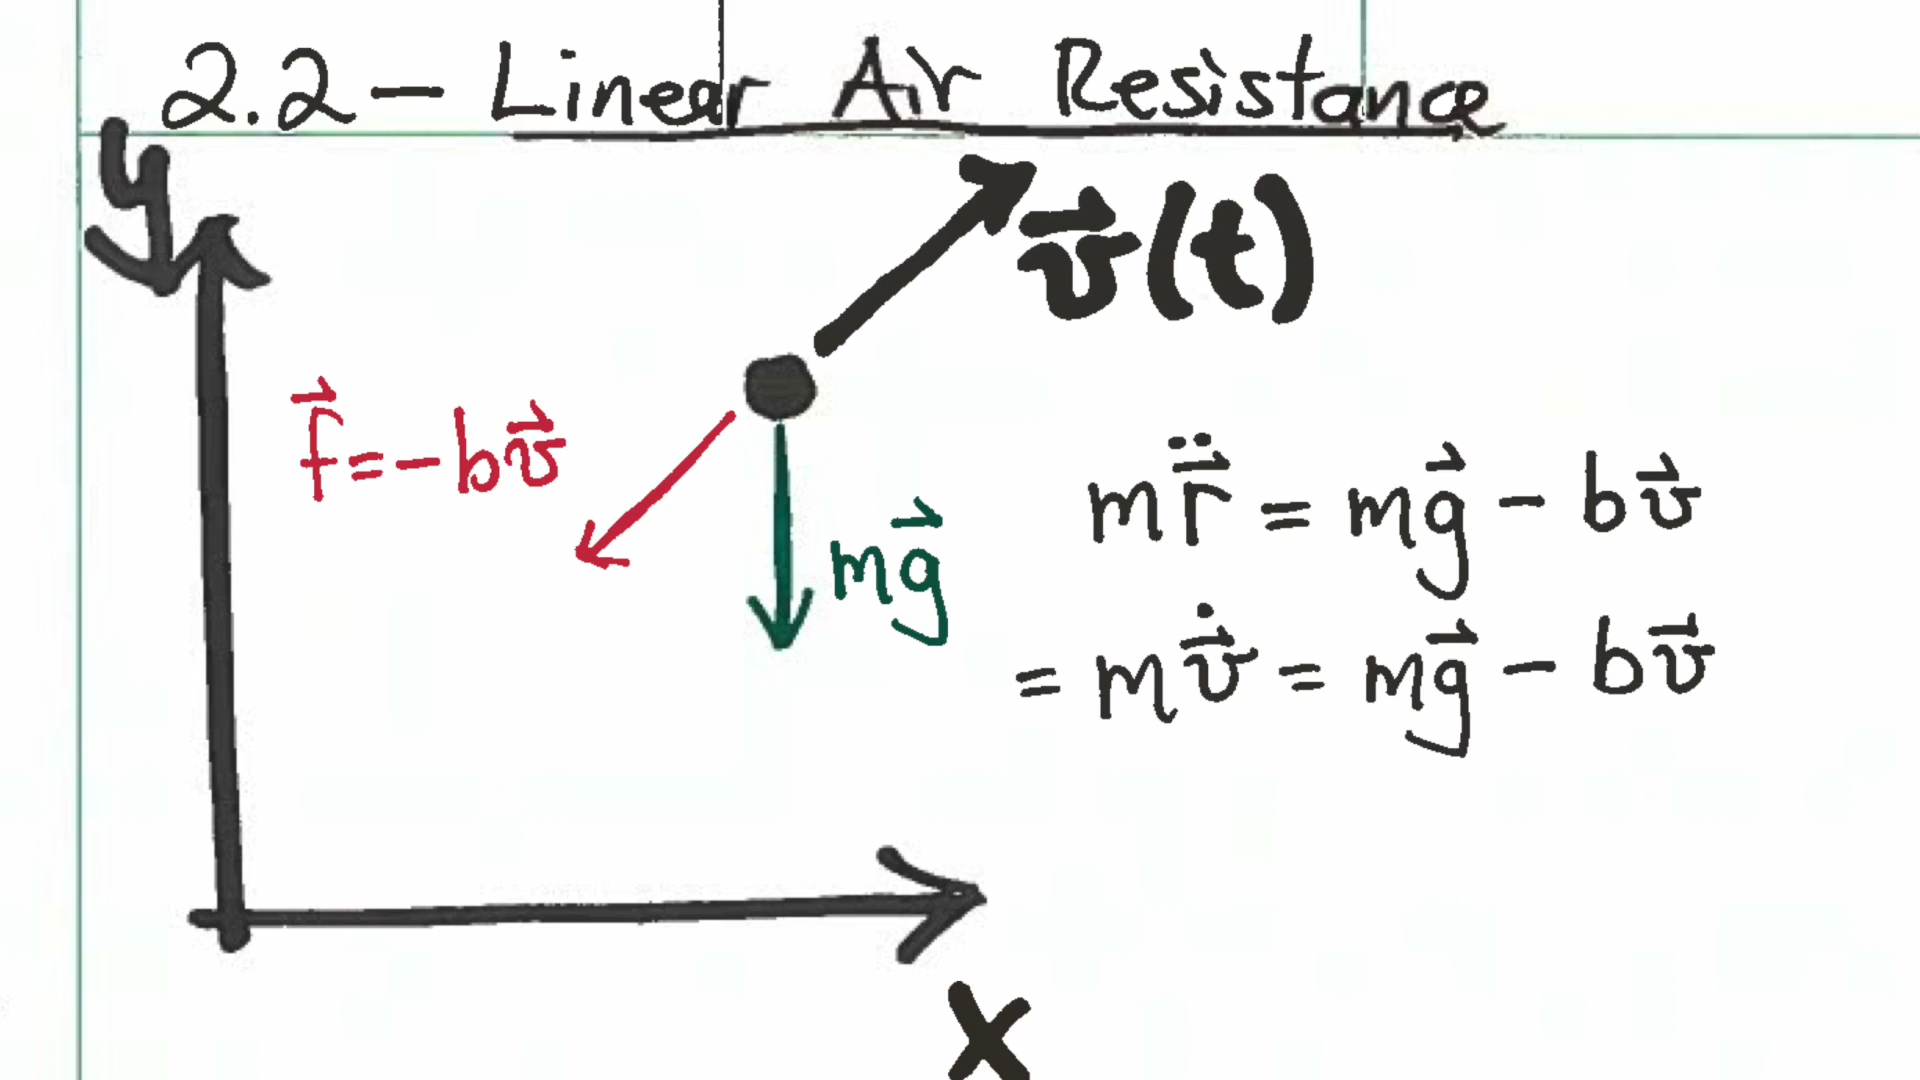 2.2 - Linear Air Resistance
y
v⃗(t)
f⃗ = -bv⃗
mg⃗
mr⃗̈ = mg⃗ - bv⃗
= mv⃗̇ = mg⃗ - bv⃗
x